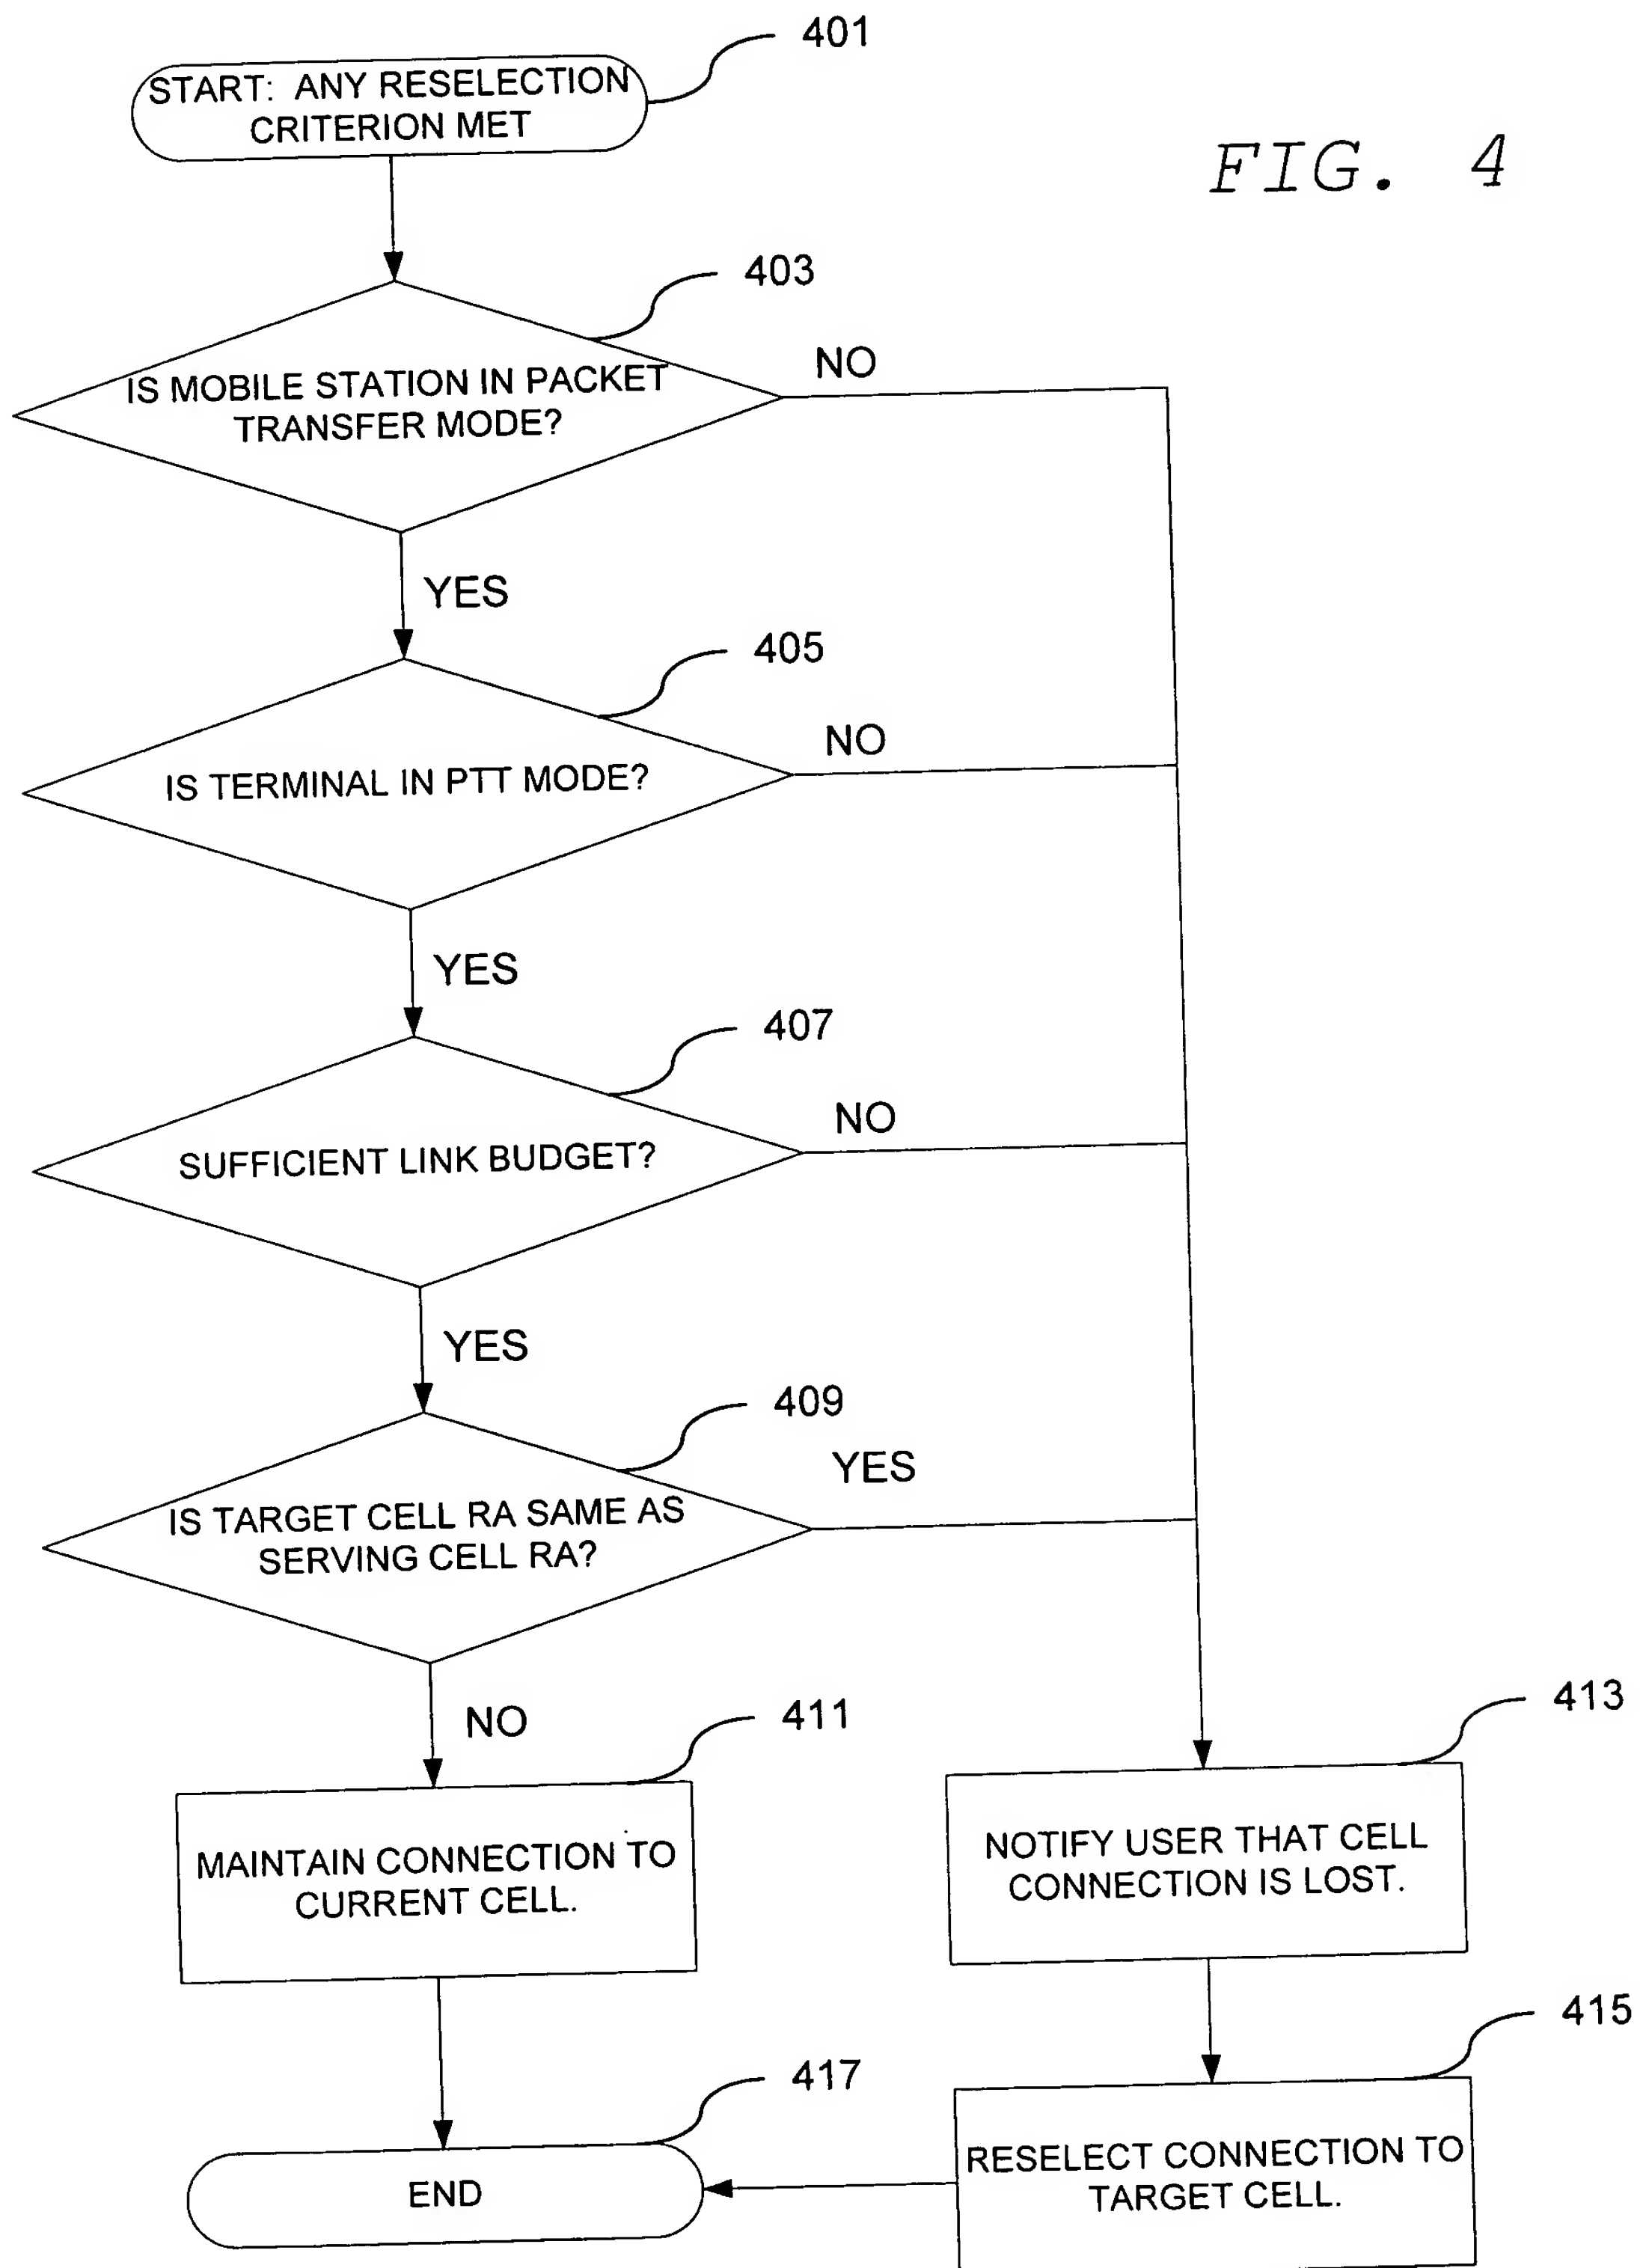 401
START: ANY RESELECTION
CRITERION MET
FIG. 4
403
IS MOBILE STATION IN PACKET
TRANSFER MODE?
NO
YES
405
IS TERMINAL IN PTT MODE?
NO
YES
407
SUFFICIENT LINK BUDGET?
NO
YES
409
IS TARGET CELL RA SAME AS
SERVING CELL RA?
YES
NO
411
MAINTAIN CONNECTION TO
CURRENT CELL.
413
NOTIFY USER THAT CELL
CONNECTION IS LOST.
415
RESELECT CONNECTION TO
TARGET CELL.
417
END